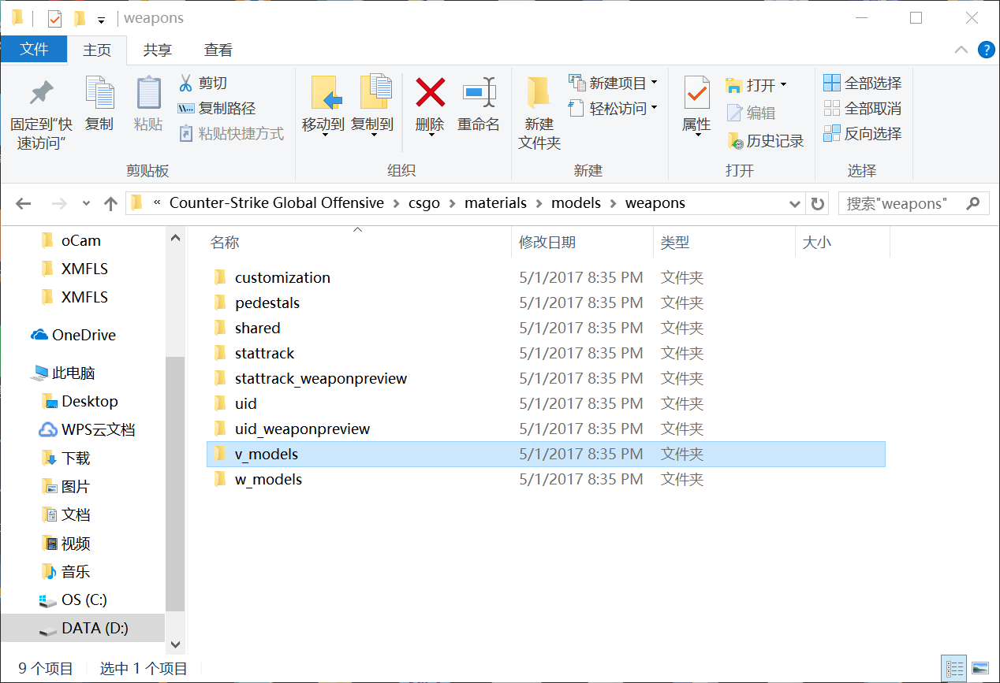 weapons
文件 主页 共享 查看
固定到"快速访问" 复制 粘贴 剪切 复制路径 粘贴快捷方式
移动到 复制到 删除 重命名
新建文件夹 新建项目 轻松访问
属性 打开 编辑 历史记录
全部选择 全部取消 反向选择
剪贴板 组织 新建 打开 选择
« Counter-Strike Global Offensive > csgo > materials > models > weapons
搜索"weapons"
oCam
XMFLS
XMFLS
OneDrive
此电脑
Desktop
WPS云文档
下载
图片
文档
视频
音乐
OS (C:)
DATA (D:)
名称 修改日期 类型 大小
customization 5/1/2017 8:35 PM 文件夹
pedestals 5/1/2017 8:35 PM 文件夹
shared 5/1/2017 8:35 PM 文件夹
stattrack 5/1/2017 8:35 PM 文件夹
stattrack_weaponpreview 5/1/2017 8:35 PM 文件夹
uid 5/1/2017 8:35 PM 文件夹
uid_weaponpreview 5/1/2017 8:35 PM 文件夹
v_models 5/1/2017 8:35 PM 文件夹
w_models 5/1/2017 8:35 PM 文件夹
9 个项目 选中 1 个项目